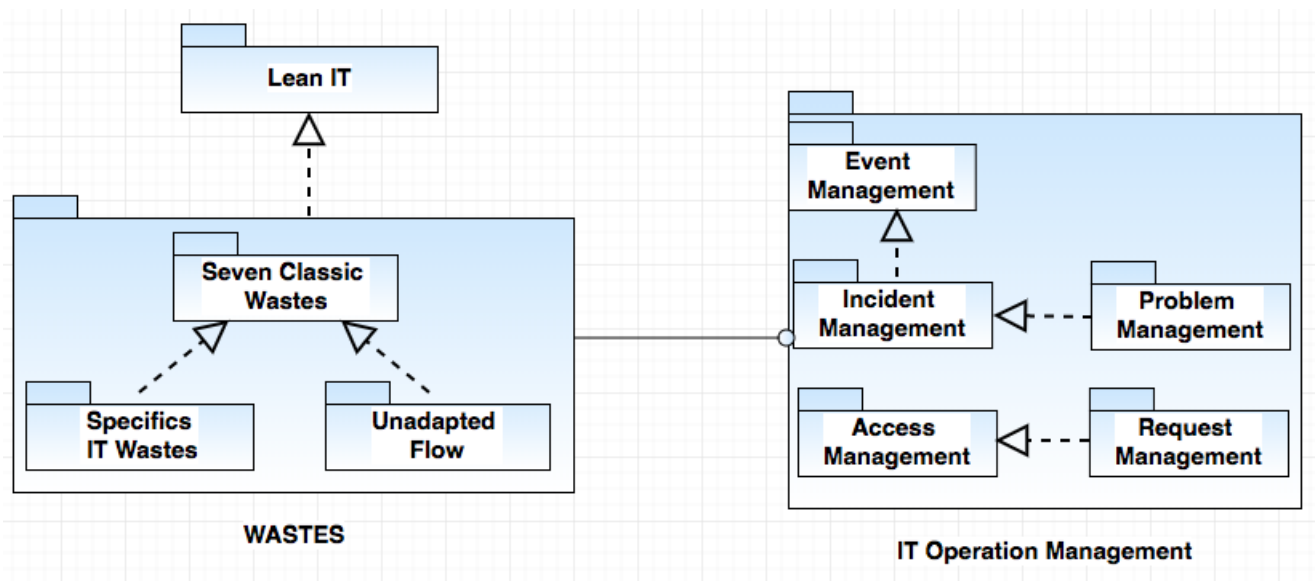 Lean IT
Seven Classic
Wastes
Specifics
IT Wastes
Unadapted
Flow
WASTES
Event
Management
Incident
Management
Problem
Management
Access
Management
Request
Management
IT Operation Management